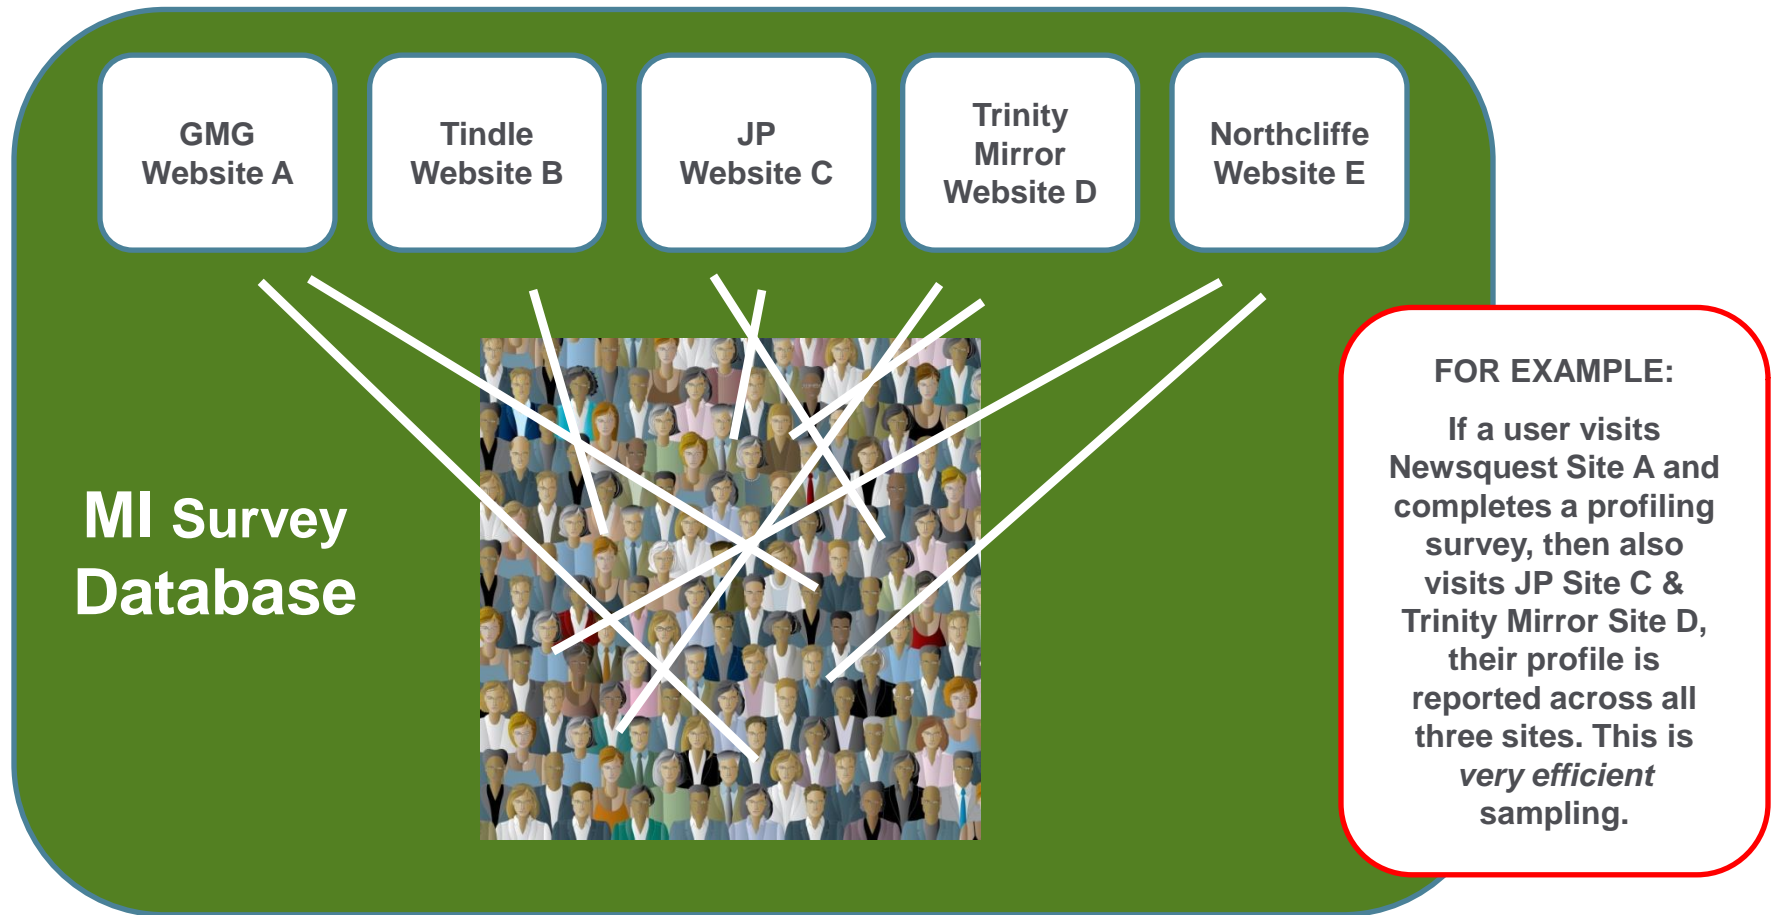 GMG
Website A
Tindle
Website B
JP
Website C
Trinity
Mirror
Website D
Northcliffe
Website E
MI Survey
Database
FOR EXAMPLE:
If a user visits
Newsquest Site A and
completes a profiling
survey, then also
visits JP Site C &
Trinity Mirror Site D,
their profile is
reported across all
three sites. This is
very efficient
sampling.